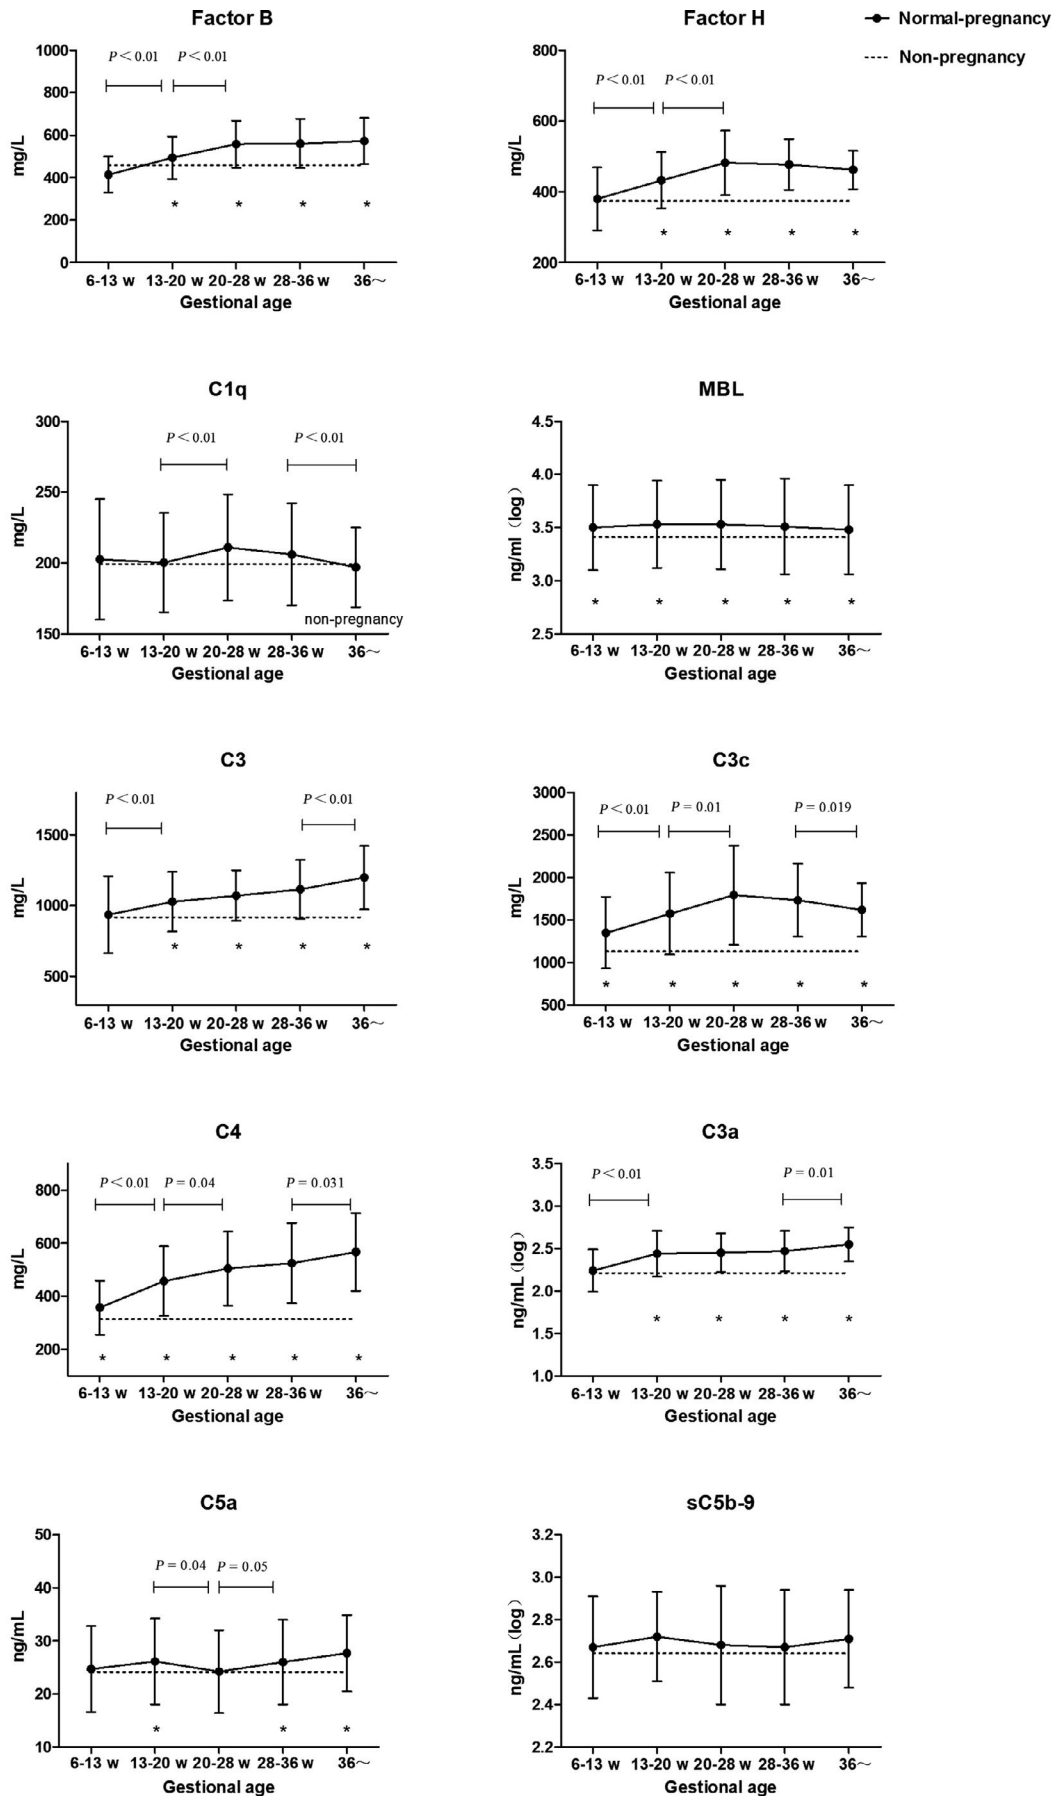 Factor B
1000
800
600
400
200
0
mg/L
P < 0.01 P < 0.01
* * * *
6-13 w 13-20 w 20-28 w 28-36 w 36～
Gestional age
Factor H
800
600
400
200
mg/L
P < 0.01 P < 0.01
* * * *
6-13 w 13-20 w 20-28 w 28-36 w 36～
Gestional age
Normal-pregnancy
Non-pregnancy
C1q
300
250
200
150
mg/L
P < 0.01 P < 0.01
non-pregnancy
6-13 w 13-20 w 20-28 w 28-36 w 36～
Gestional age
MBL
4.5
4.0
3.5
3.0
2.5
ng/ml（log）
* * * * *
6-13 w 13-20 w 20-28 w 28-36 w 36～
Gestional age
C3
1500
1000
500
mg/L
P < 0.01 P < 0.01
* * * *
6-13 w 13-20 w 20-28 w 28-36 w 36～
Gestional age
C3c
3000
2500
2000
1500
1000
500
mg/L
P < 0.01 P = 0.01 P = 0.019
* * * * *
6-13 w 13-20 w 20-28 w 28-36 w 36～
Gestional age
C4
800
600
400
200
mg/L
P < 0.01 P = 0.04 P = 0.031
* * * * *
6-13 w 13-20 w 20-28 w 28-36 w 36～
Gestional age
C3a
3.5
3.0
2.5
2.0
1.5
1.0
ng/mL（log）
P < 0.01 P = 0.01
* * * *
6-13 w 13-20 w 20-28 w 28-36 w 36～
Gestional age
C5a
50
40
30
20
10
ng/mL
P = 0.04 P = 0.05
* * *
6-13 w 13-20 w 20-28 w 28-36 w 36～
Gestional age
sC5b-9
3.2
3.0
2.8
2.6
2.4
2.2
ng/mL（log）
6-13 w 13-20 w 20-28 w 28-36 w 36～
Gestional age